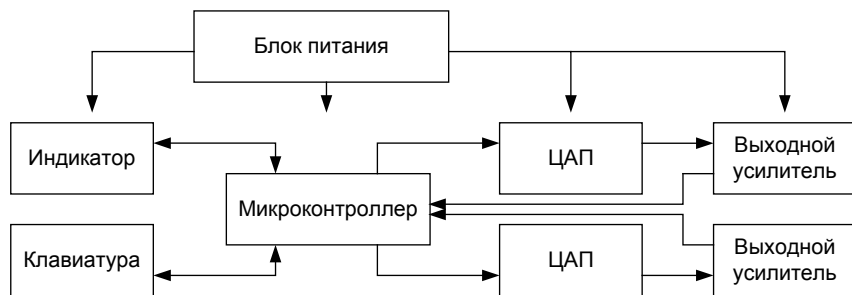 Блок питания
Индикатор
ЦАП
Выходной
усилитель
Микроконтроллер
Клавиатура
ЦАП
Выходной
усилитель